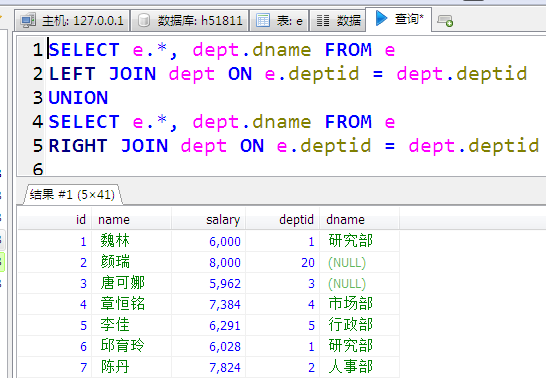 主机: 127.0.0.1 数据库: h51811 表: e 数据 查询*
1 SELECT e.*, dept.dname FROM e
2 LEFT JOIN dept ON e.deptid = dept.deptid
3 UNION
4 SELECT e.*, dept.dname FROM e
5 RIGHT JOIN dept ON e.deptid = dept.deptid
6
结果 #1 (5×41)
id name salary deptid dname
1 魏林 6,000 1 研究部
2 颜瑞 8,000 20 (NULL)
3 唐可娜 5,962 3 (NULL)
4 章恒铭 7,384 4 市场部
5 李佳 6,291 5 行政部
6 邱育玲 6,028 1 研究部
7 陈丹 7,824 2 人事部